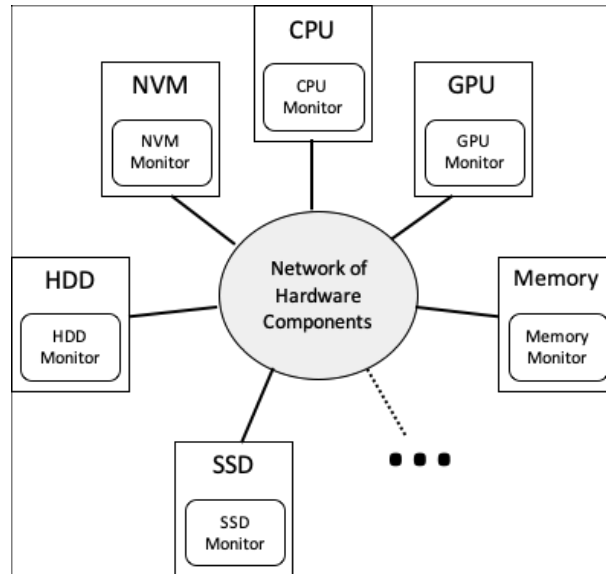 CPU
CPU
Monitor
NVM
NVM
Monitor
GPU
GPU
Monitor
Network of
Hardware
Components
HDD
HDD
Monitor
Memory
Memory
Monitor
SSD
SSD
Monitor
...